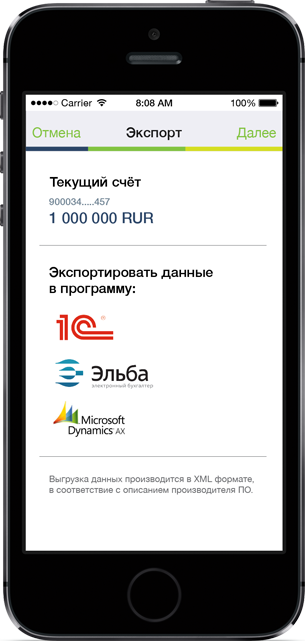 Carrier 8:08 AM 100%
Отмена Экспорт Далее
Текущий счёт
900034.....457
1 000 000 RUR
Экспортировать данные
в программу:
1С®
Эльба
электронный бухгалтер
Microsoft
Dynamics AX
Выгрузка данных производится в XML формате,
в соответствие с описанием производителя ПО.